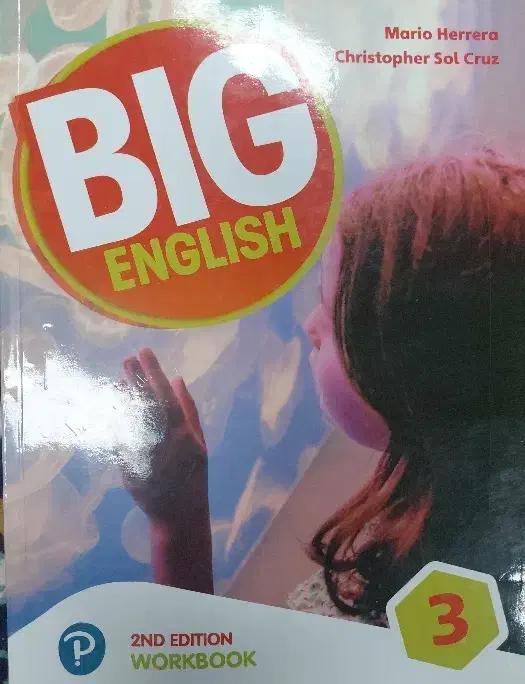 Mario Herrera
Christopher Sol Cruz
BIG
ENGLISH
3
2ND EDITION
WORKBOOK
P